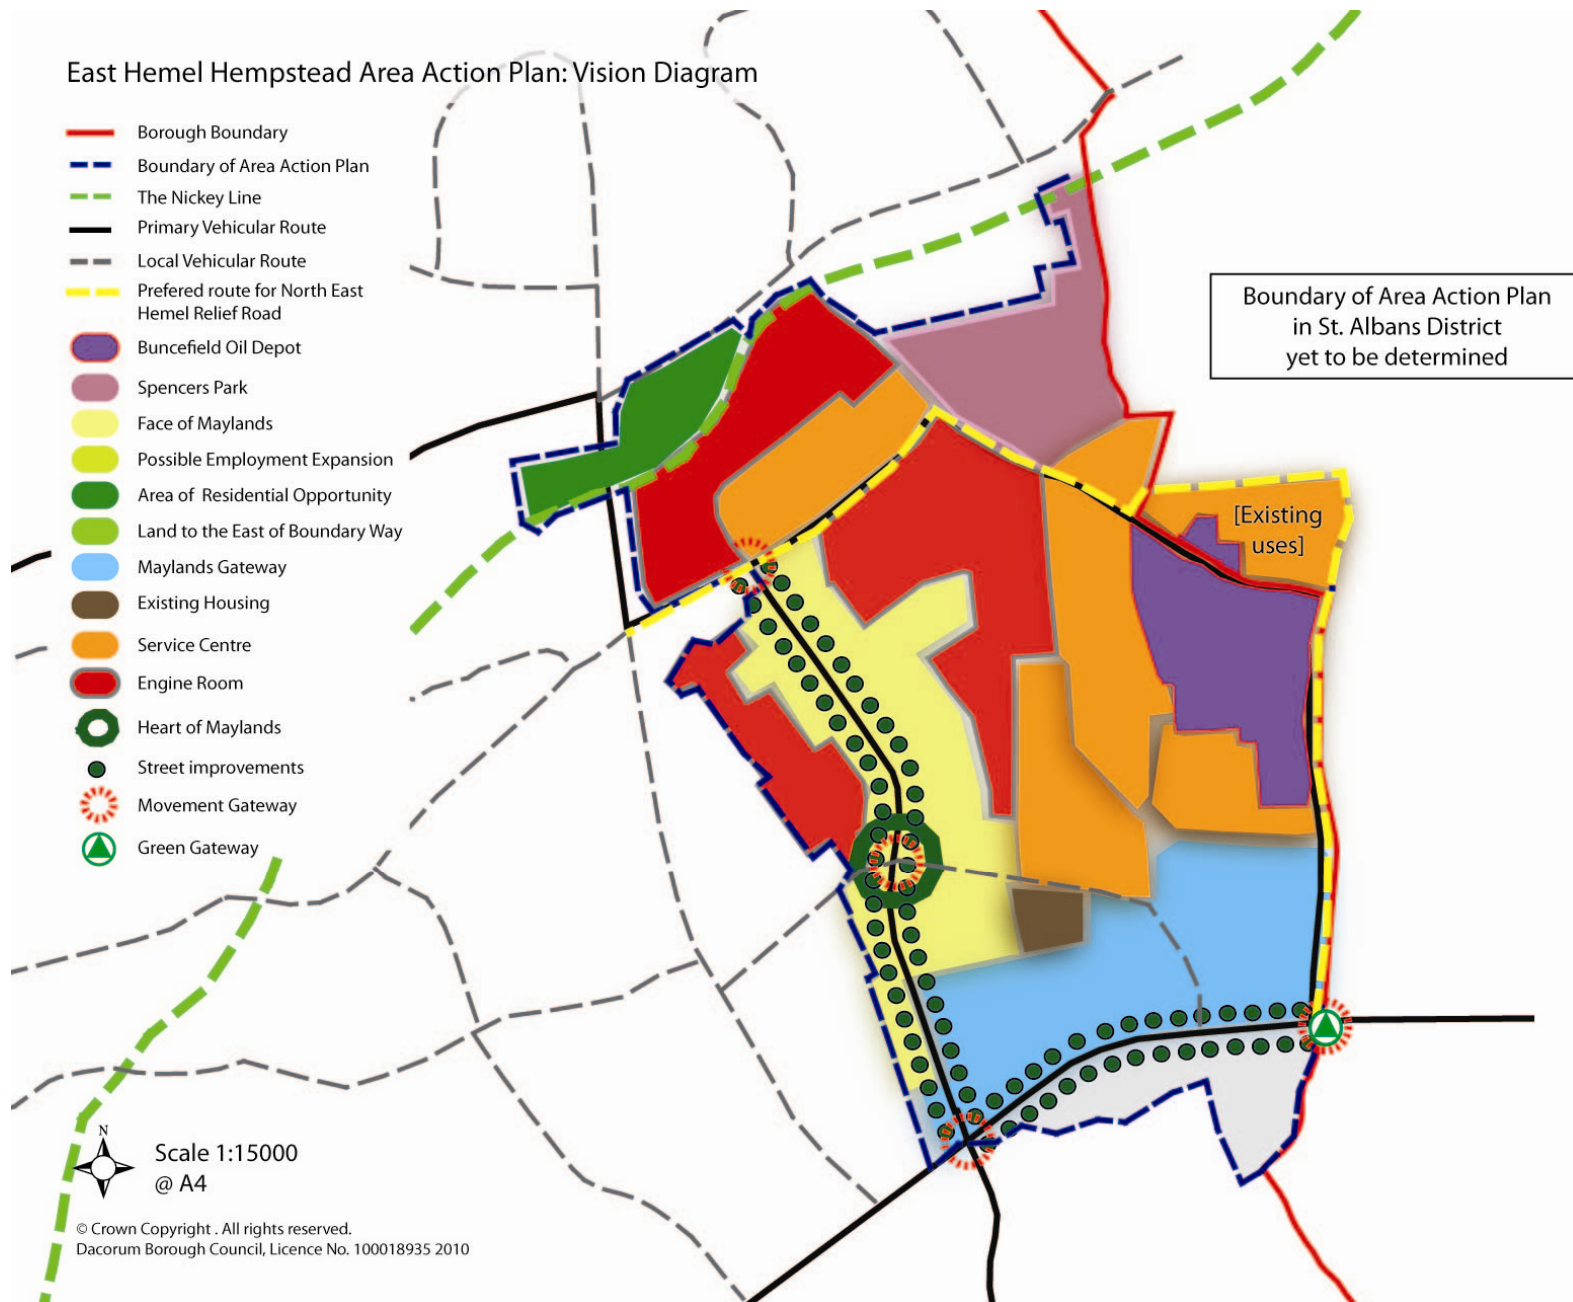 East Hemel Hempstead Area Action Plan: Vision Diagram
Borough Boundary
Boundary of Area Action Plan
The Nickey Line
Primary Vehicular Route
Local Vehicular Route
Prefered route for North East
Hemel Relief Road
Buncefield Oil Depot
Spencers Park
Face of Maylands
Possible Employment Expansion
Area of Residential Opportunity
Land to the East of Boundary Way
Maylands Gateway
Existing Housing
Service Centre
Engine Room
Heart of Maylands
Street improvements
Movement Gateway
Green Gateway
Boundary of Area Action Plan
in St. Albans District
yet to be determined
[Existing
uses]
N
Scale 1:15000
@ A4
© Crown Copyright . All rights reserved.
Dacorum Borough Council, Licence No. 100018935 2010